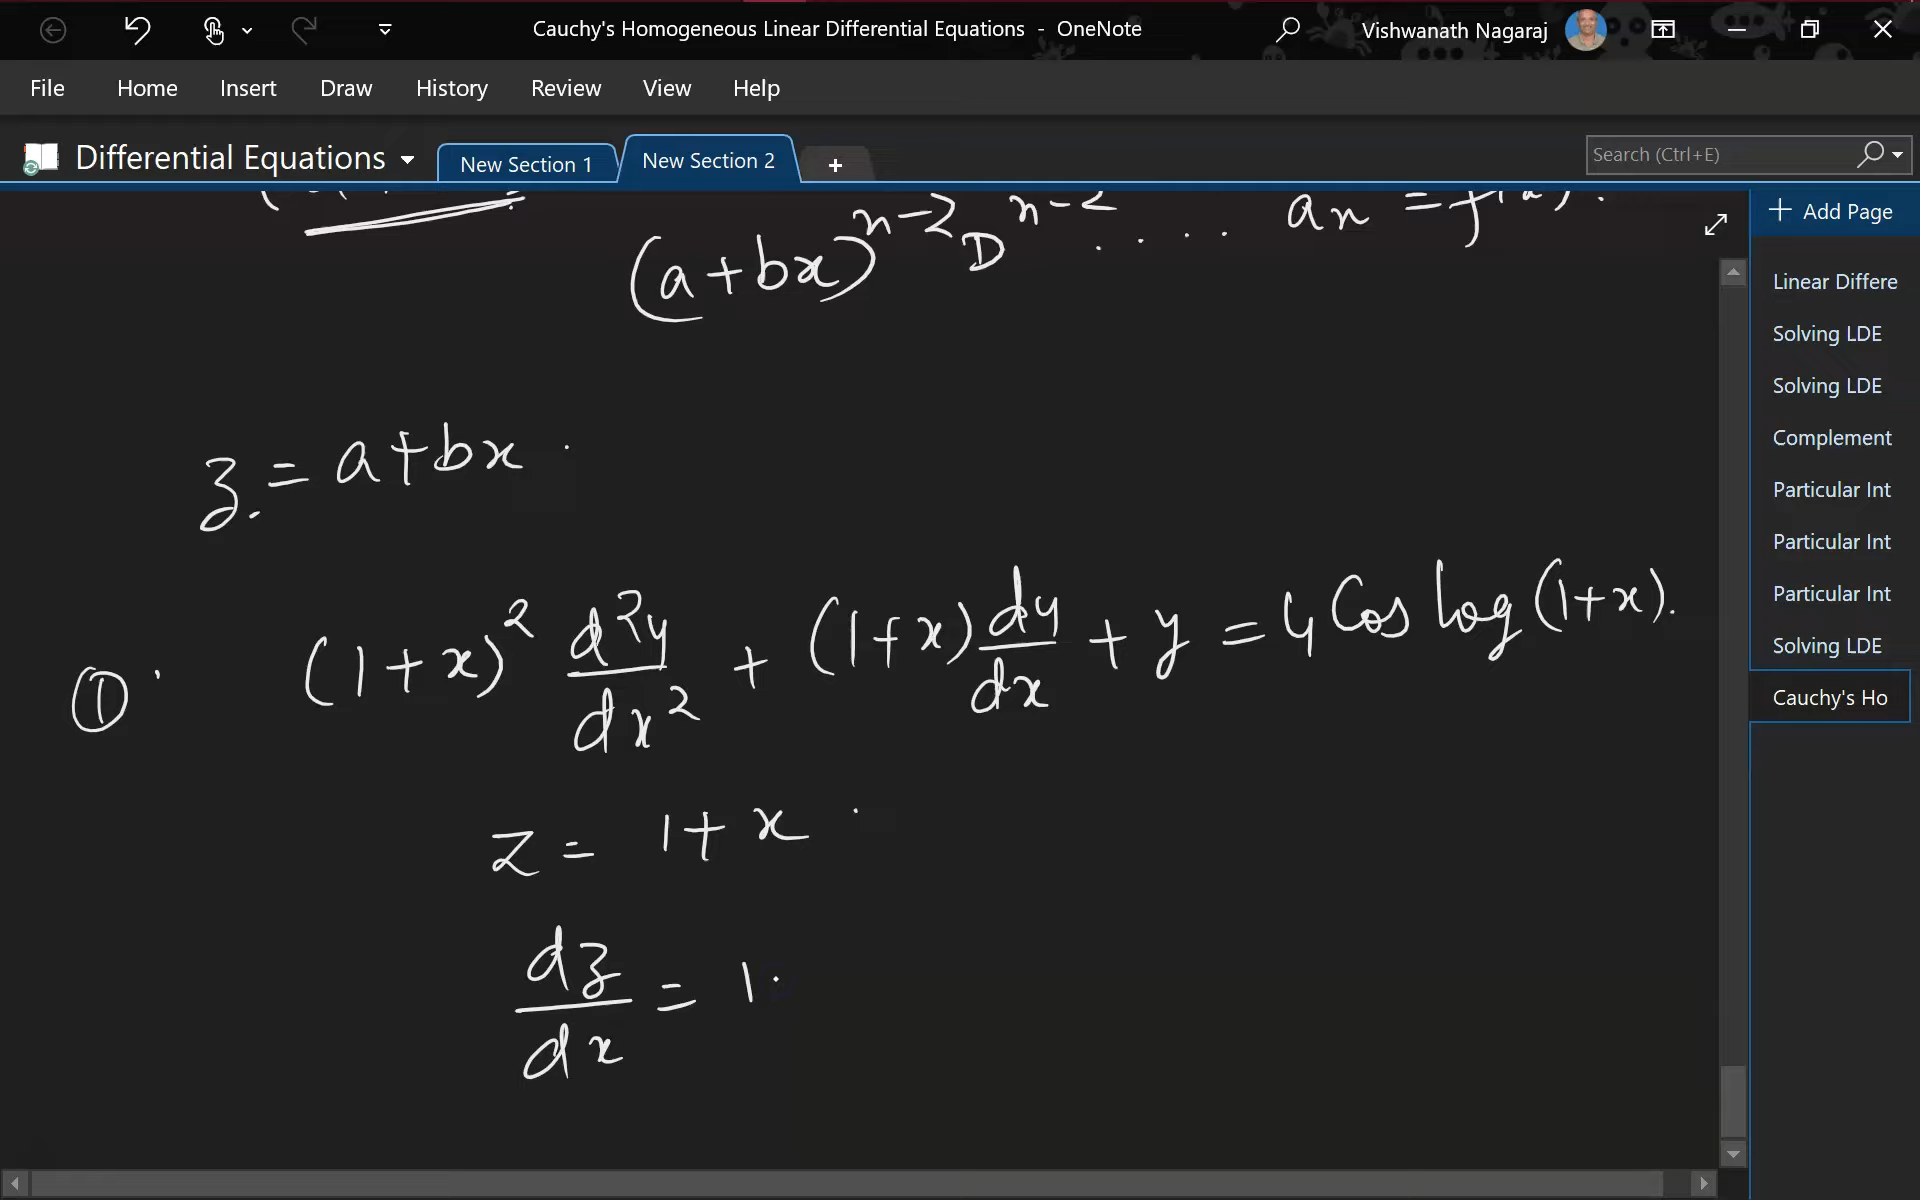 Cauchy's Homogeneous Linear Differential Equations - OneNote
Vishwanath Nagaraj
File Home Insert Draw History Review View Help
Differential Equations New Section 1 New Section 2 +
Search (Ctrl+E)
Add Page
Linear Differe
Solving LDE
Solving LDE
Complement
Particular Int
Particular Int
Particular Int
Solving LDE
Cauchy's Ho
(a+bx)^{n-2} D^{n-2} .... an =
z = a+bx.
① (1+x)² d²y/dx² + (1+x) dy/dx + y = 4 Cos log (1+x).
z = 1+x.
dz/dx = 1.